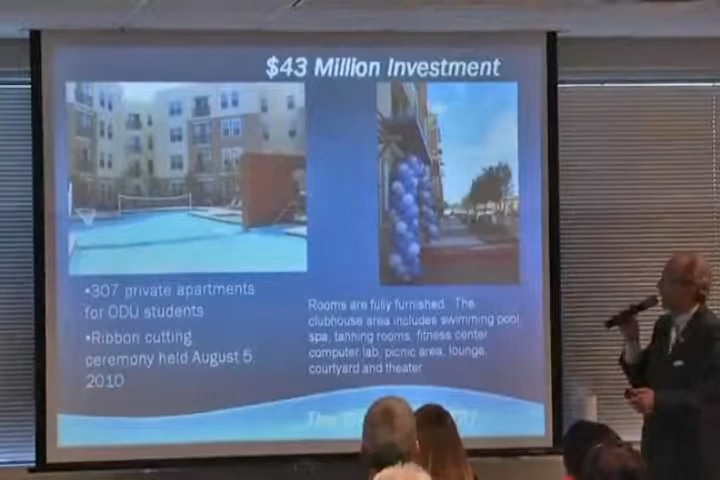 $43 Million Investment
•307 private apartments
for ODU students
•Ribbon cutting
ceremony held August 5,
2010
Rooms are fully furnished. The
clubhouse area includes swimming pool,
spa, tanning rooms, fitness center
computer lab, picnic area, lounge,
courtyard and theater
The